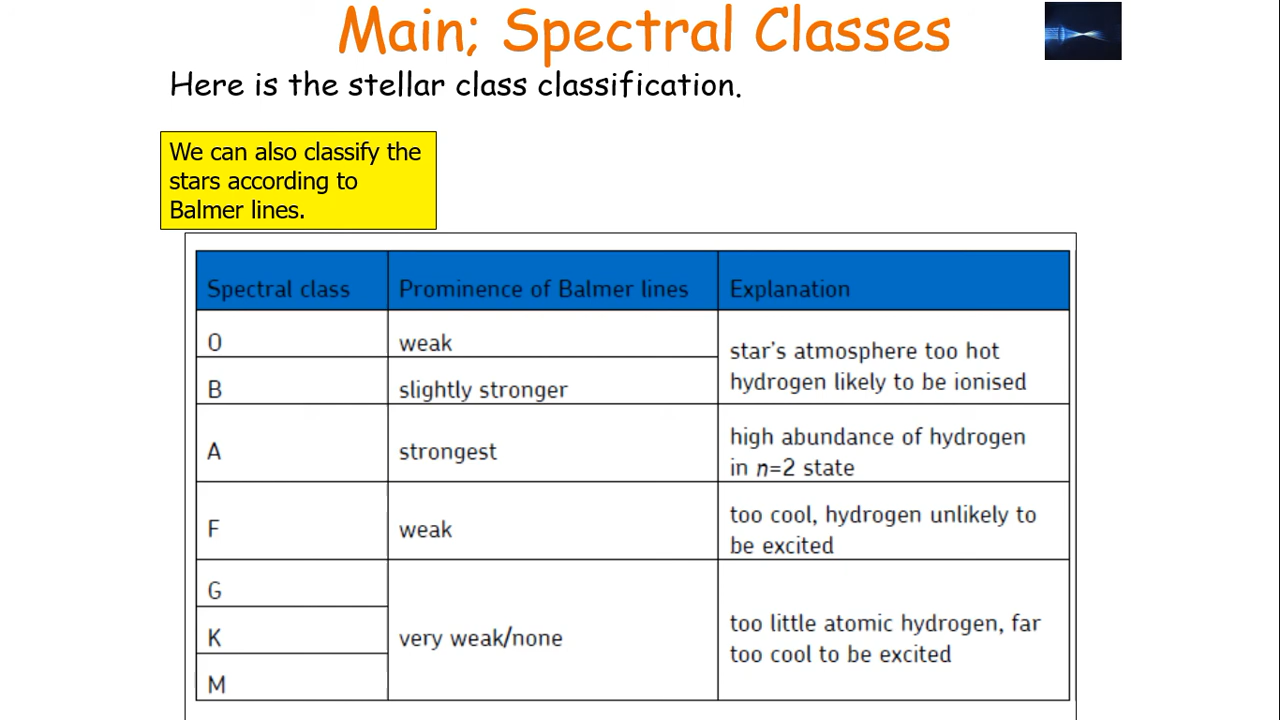 Main; Spectral Classes
Here is the stellar class classification.
We can also classify the
stars according to
Balmer lines.
Spectral class Prominence of Balmer lines Explanation
O weak
star's atmosphere too hot
hydrogen likely to be ionised
B slightly stronger
A strongest
high abundance of hydrogen
in n=2 state
F weak
too cool, hydrogen unlikely to
be excited
G
K very weak/none
too little atomic hydrogen, far
too cool to be excited
M